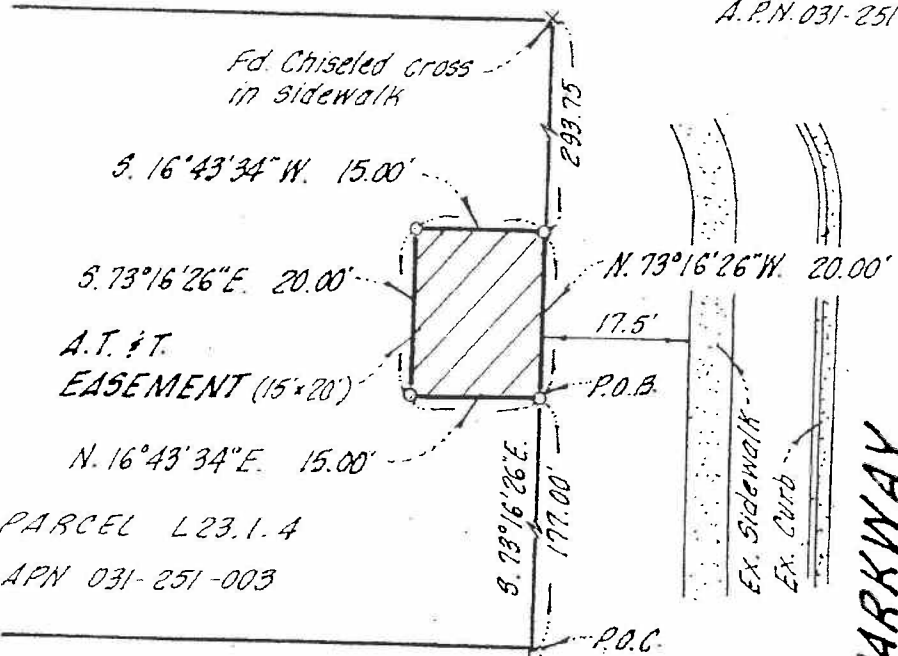 A.P.N. 031-251
Fd. Chiseled cross
in sidewalk
293.75
S. 16°43'34" W. 15.00'
S. 73°16'26" E. 20.00'
N. 73°16'26" W. 20.00'
17.5'
A.T. & T.
EASEMENT (15'x20')
P.O.B.
N. 16°43'34" E. 15.00'
S. 73°16'26" E.
177.00'
Ex. Sidewalk
Ex. Curb
PARKWAY
PARCEL L23.1.4
APN 031-251-003
P.O.C.